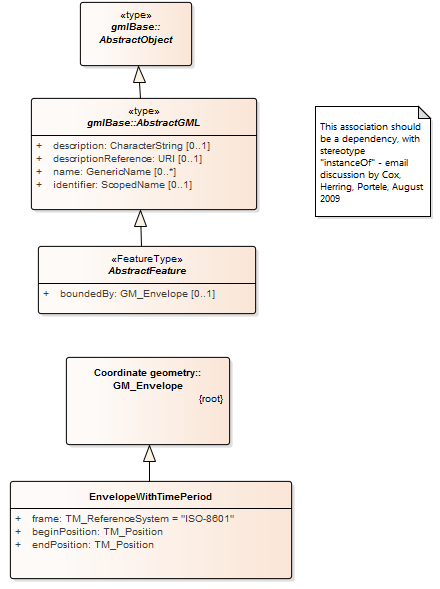 «type»
gmlBase::
AbstractObject
«type»
gmlBase::AbstractGML
+ description: CharacterString [0..1]
+ descriptionReference: URI [0..1]
+ name: GenericName [0..*]
+ identifier: ScopedName [0..1]
This association should
be a dependency, with
stereotype
"instanceOf" - email
discussion by Cox,
Herring, Portele, August
2009
«FeatureType»
AbstractFeature
+ boundedBy: GM_Envelope [0..1]
Coordinate geometry::
GM_Envelope
{root}
EnvelopeWithTimePeriod
+ frame: TM_ReferenceSystem = "ISO-8601"
+ beginPosition: TM_Position
+ endPosition: TM_Position